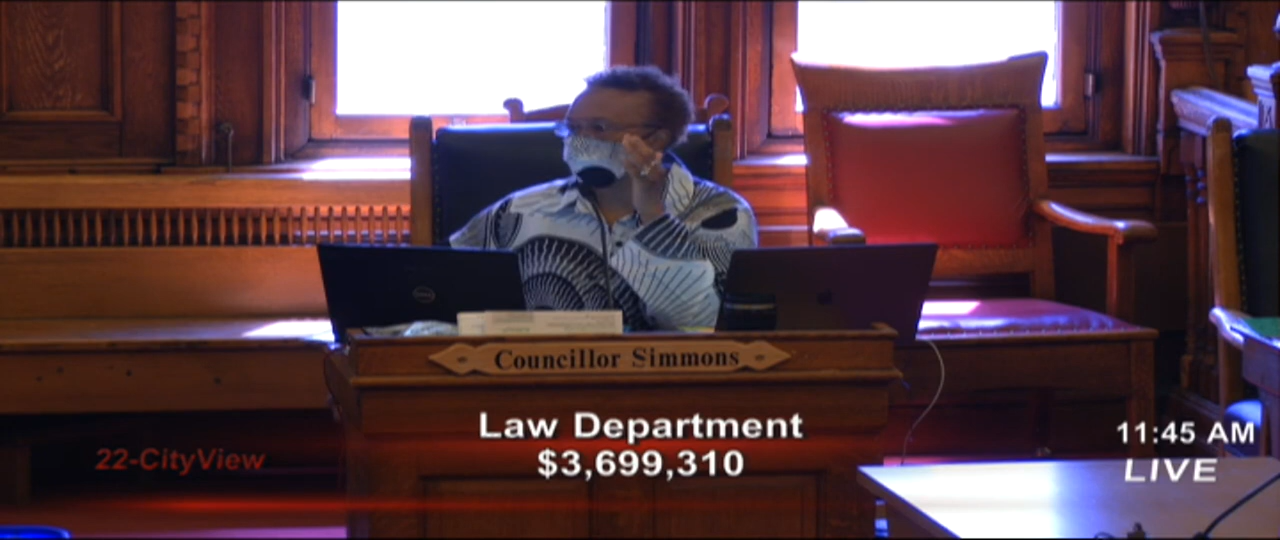 Councillor Simmons
Law Department
$3,699,310
22-CityView
11:45 AM
LIVE